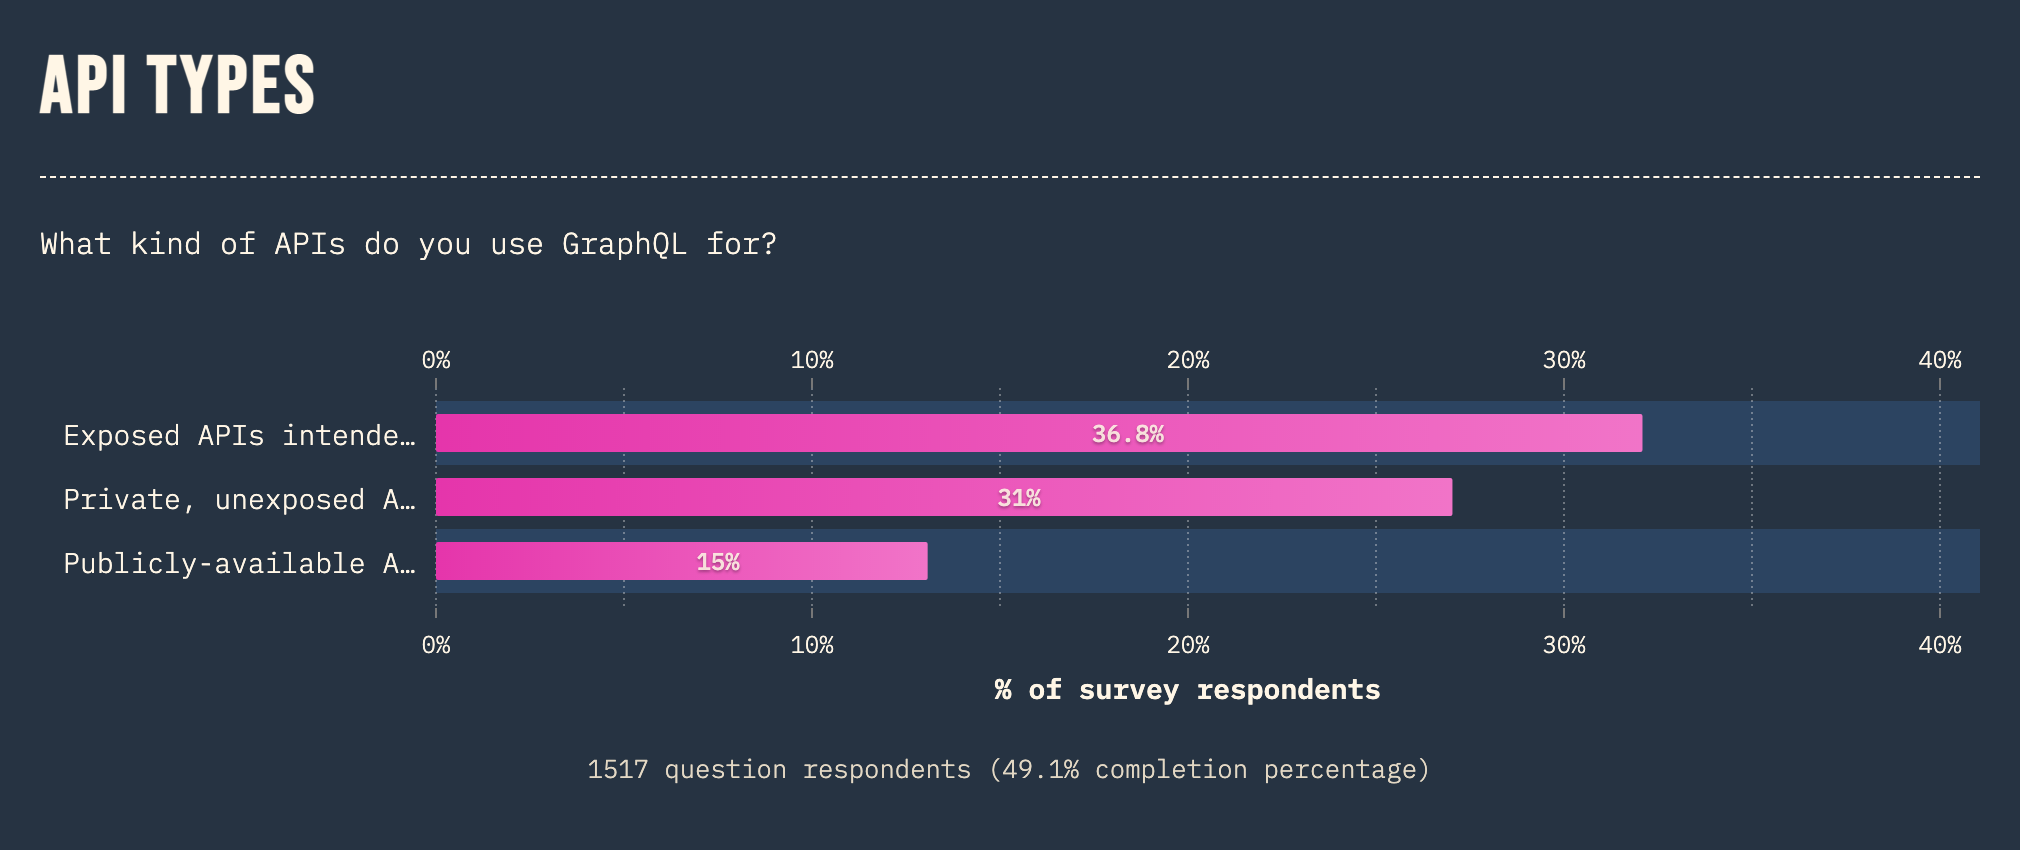 API TYPES
What kind of APIs do you use GraphQL for?
0% 10% 20% 30% 40%
Exposed APIs intende… 36.8%
Private, unexposed A… 31%
Publicly-available A… 15%
0% 10% 20% 30% 40%
% of survey respondents
1517 question respondents (49.1% completion percentage)